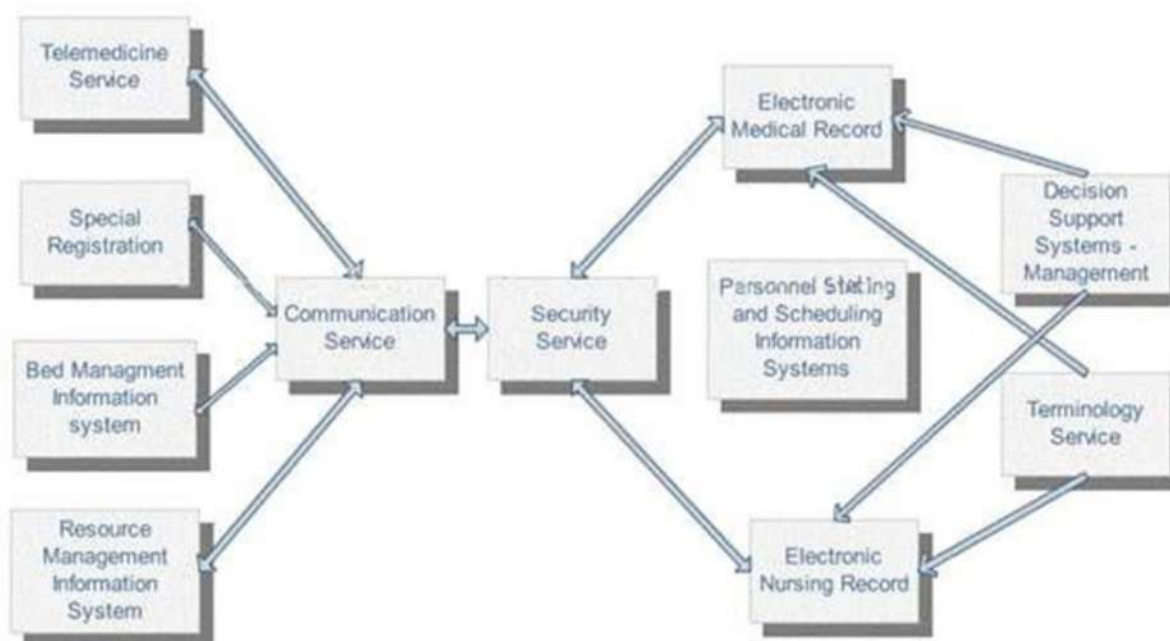 Telemedicine
Service
Special
Registration
Bed Managment
Information
system
Resource
Management
Information
System
Communication
Service
Security
Service
Electronic
Medical Record
Personnel
and Scheduling
Information
Systems
Electronic
Nursing Record
Decision
Support
Systems -
Management
Terminology
Service